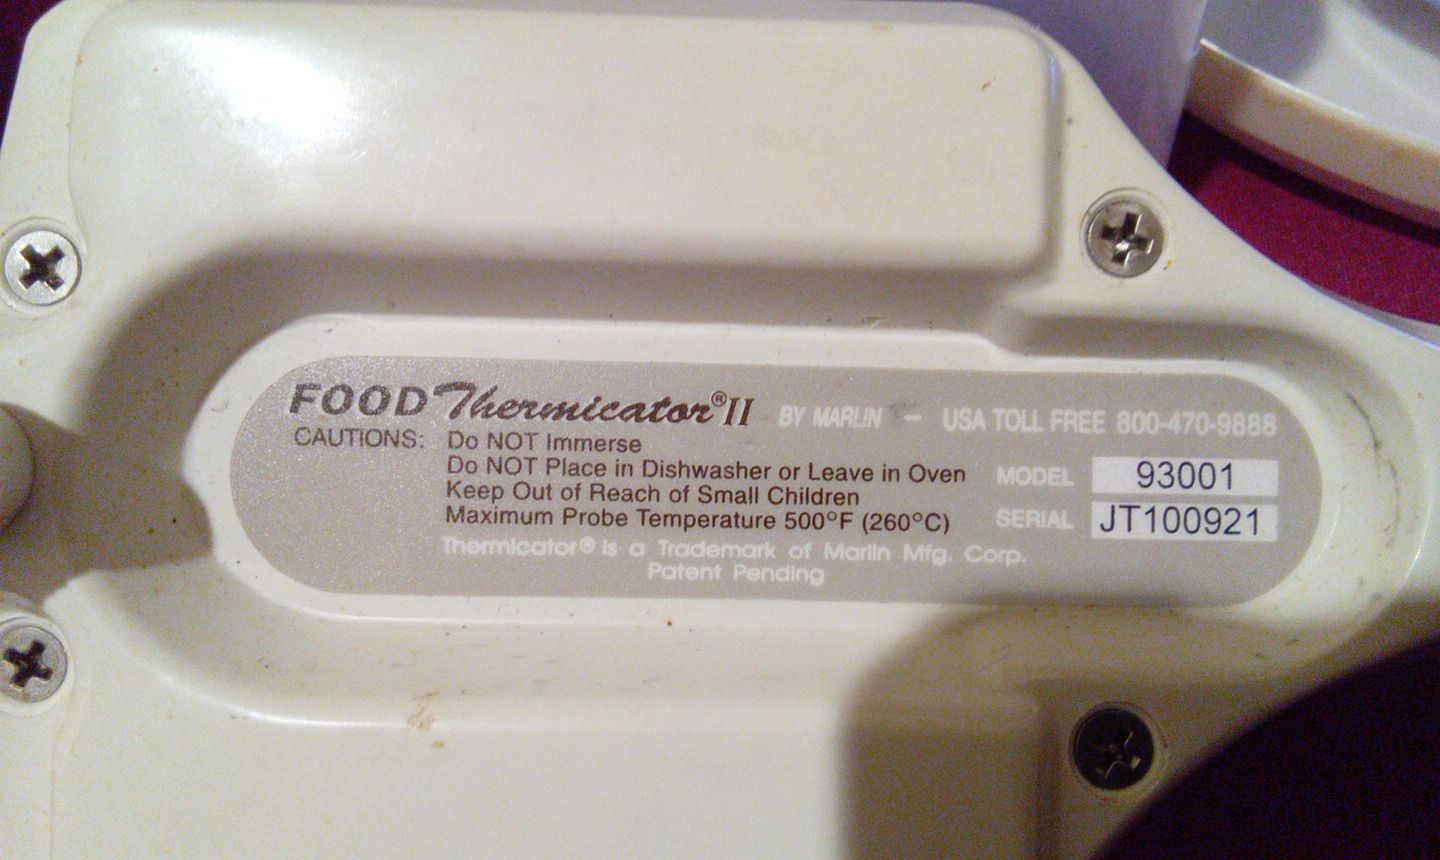 FOOD Thermicator® II BY MARLIN - USA TOLL FREE 800-470-9888
CAUTIONS: Do NOT Immerse
Do NOT Place in Dishwasher or Leave in Oven
Keep Out of Reach of Small Children
Maximum Probe Temperature 500°F (260°C)
MODEL 93001
SERIAL JT100921
Thermicator® is a Trademark of Marlin Mfg. Corp.
Patent Pending